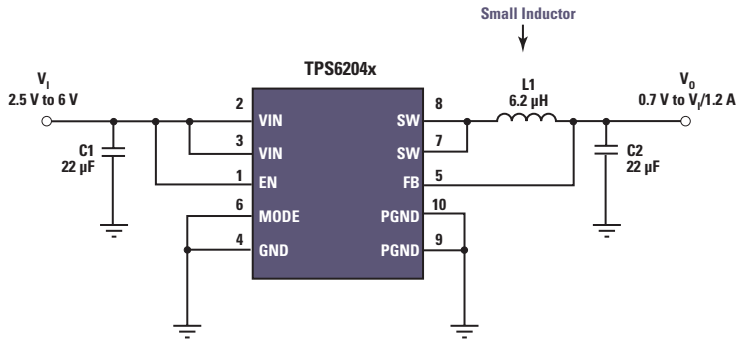 Small Inductor
TPS6204x
V_I
2.5 V to 6 V
L1
6.2 µH
V_O
0.7 V to V_I/1.2 A
C1
22 µF
C2
22 µF
2
VIN
3
VIN
1
EN
6
MODE
4
GND
8
SW
7
SW
5
FB
10
PGND
9
PGND